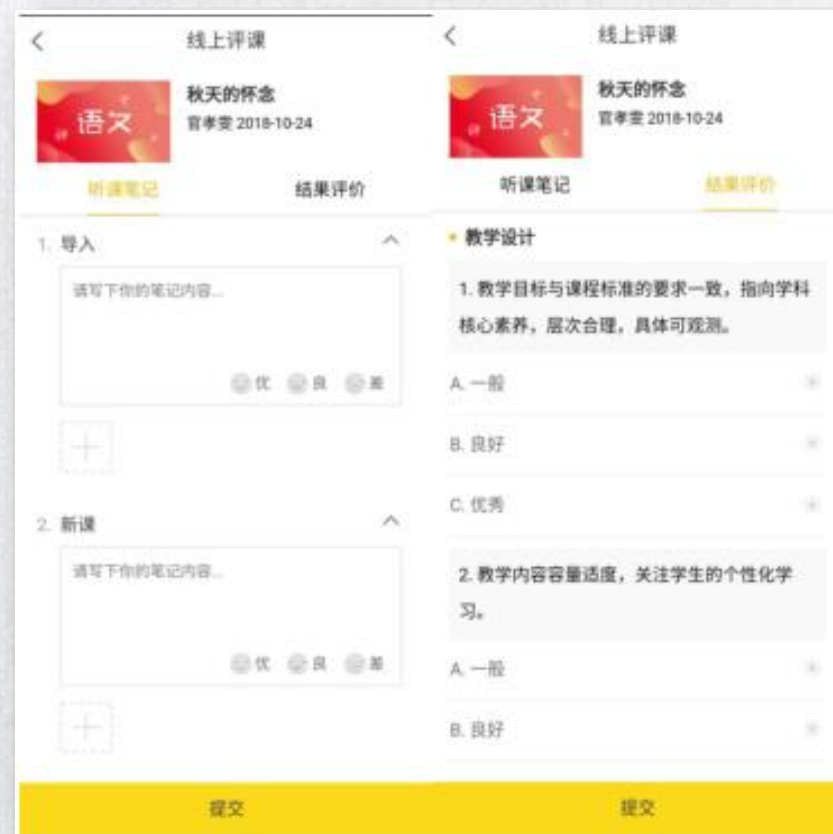 线上评课
语文
秋天的怀念
官孝雯 2018-10-24
听课笔记 结果评价
1. 导入
请写下你的笔记内容...
优 良 差
2. 新课
请写下你的笔记内容...
优 良 差
提交
线上评课
语文
秋天的怀念
官孝雯 2018-10-24
听课笔记 结果评价
教学设计
1. 教学目标与课程标准的要求一致，指向学科
核心素养，层次合理，具体可观测。
A. 一般
B. 良好
C. 优秀
2. 教学内容容量适度，关注学生的个性化学
习。
A. 一般
B. 良好
提交